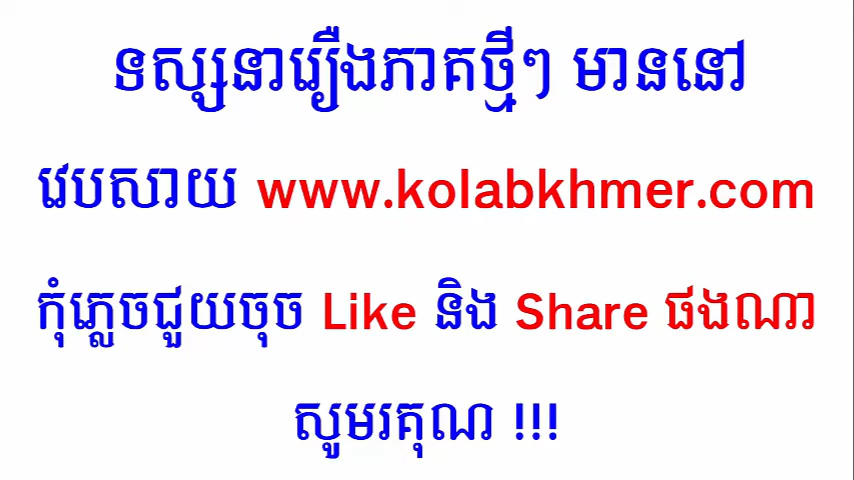 ទស្សនារឿងភាគថ្មីៗ មាននៅ
វេបសាយ www.kolabkhmer.com
កុំភ្លេចជួយចុច Like និង Share ផងណា
សូមរគុណ !!!